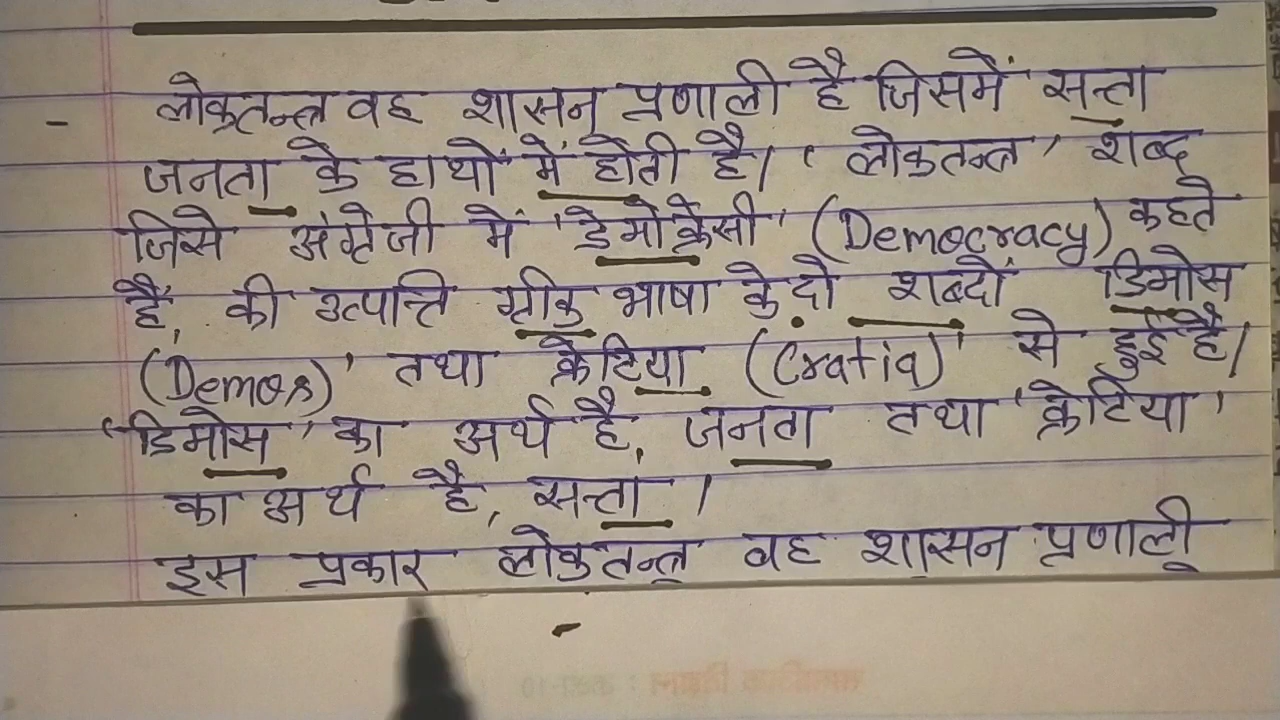 लोकतन्त्र वह शासन प्रणाली है जिसमें सत्ता
जनता के हाथों में होती है। 'लोकतन्त्र' शब्द
जिसे अंग्रेजी में 'डेमोक्रेसी' (Democracy) कहते
हैं, की उत्पत्ति ग्रीक भाषा के दो शब्दों डिमोस
(Demos)' तथा क्रेटिया (Cratia)' से हुई है।
'डिमोस' का अर्थ है, जनता तथा 'क्रेटिया'
का अर्थ है, सत्ता।
इस प्रकार लोकतन्त्र वह शासन प्रणाली